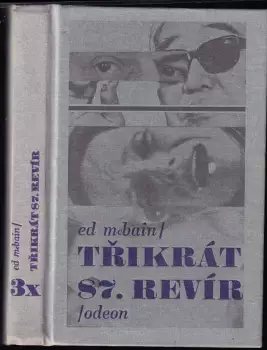 ed mcbain/
TŘIKRÁT 87. REVÍR
3x
ed mcbain/
TŘIKRÁT
87. REVÍR
/odeon